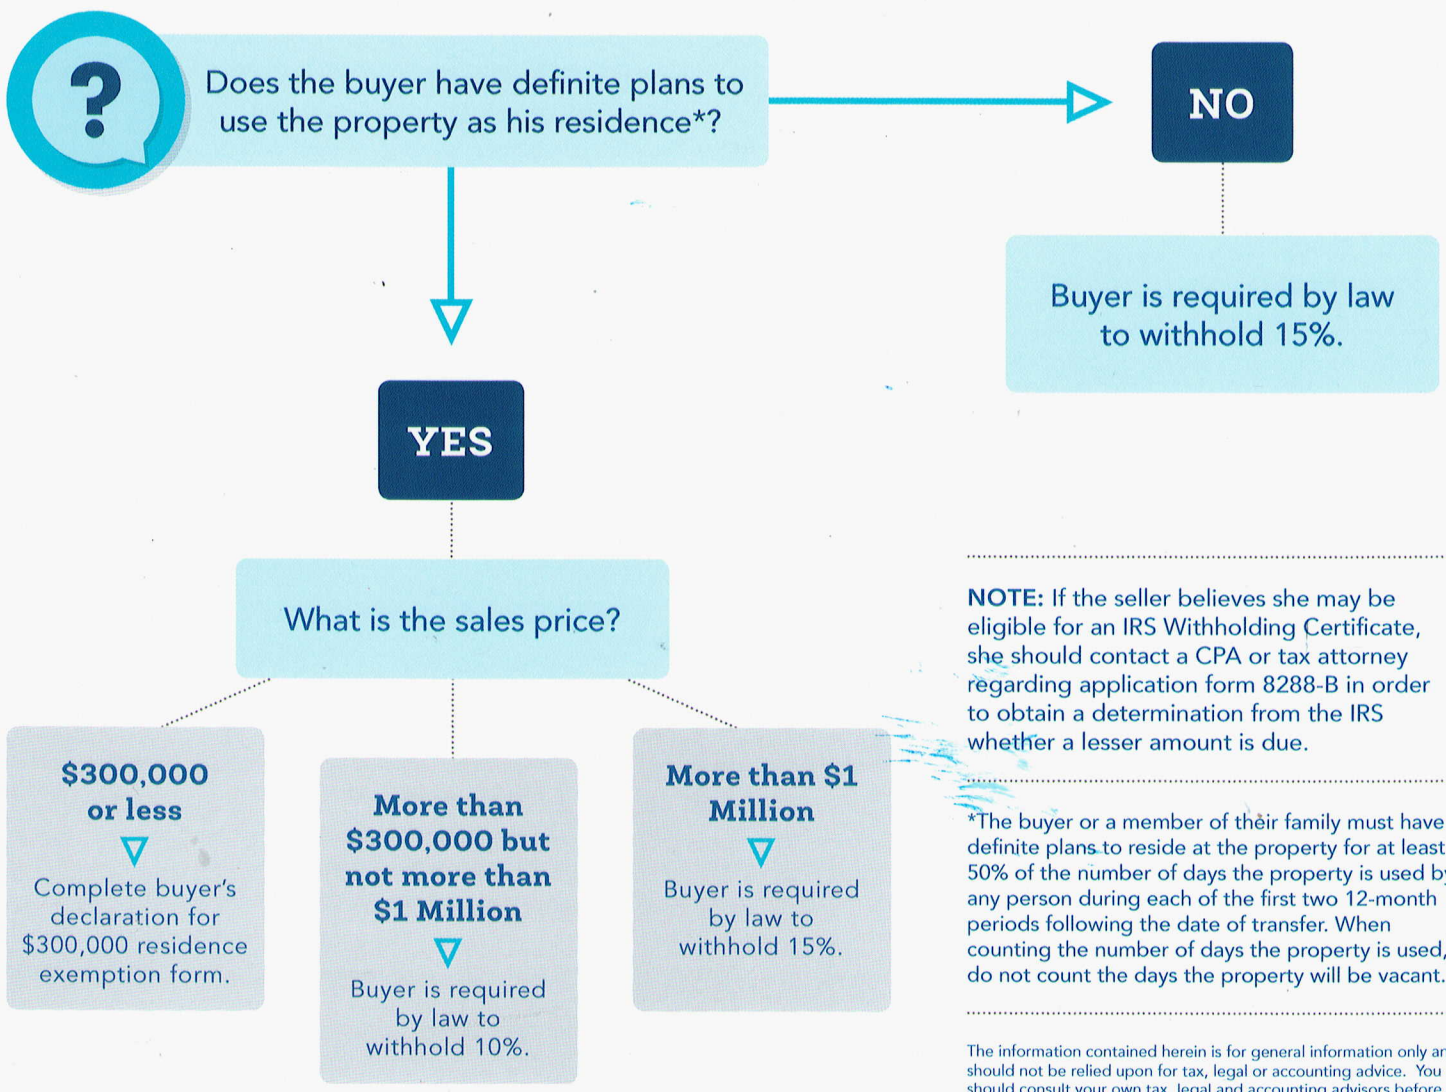 ?
Does the buyer have definite plans to
use the property as his residence*?
NO
Buyer is required by law
to withhold 15%.
YES
What is the sales price?
$300,000
or less
Complete buyer's
declaration for
$300,000 residence
exemption form.
More than
$300,000 but
not more than
$1 Million
Buyer is required
by law to
withhold 10%.
More than $1
Million
Buyer is required
by law to
withhold 15%.
NOTE: If the seller believes she may be
eligible for an IRS Withholding Certificate,
she should contact a CPA or tax attorney
regarding application form 8288-B in order
to obtain a determination from the IRS
whether a lesser amount is due.
*The buyer or a member of their family must have
definite plans to reside at the property for at least
50% of the number of days the property is used
any person during each of the first two 12-month
periods following the date of transfer. When
counting the number of days the property is used,
do not count the days the property will be vacant.
The information contained herein is for general information only
should not be relied upon for tax, legal or accounting advice. You
should consult your own tax, legal and accounting advisors before